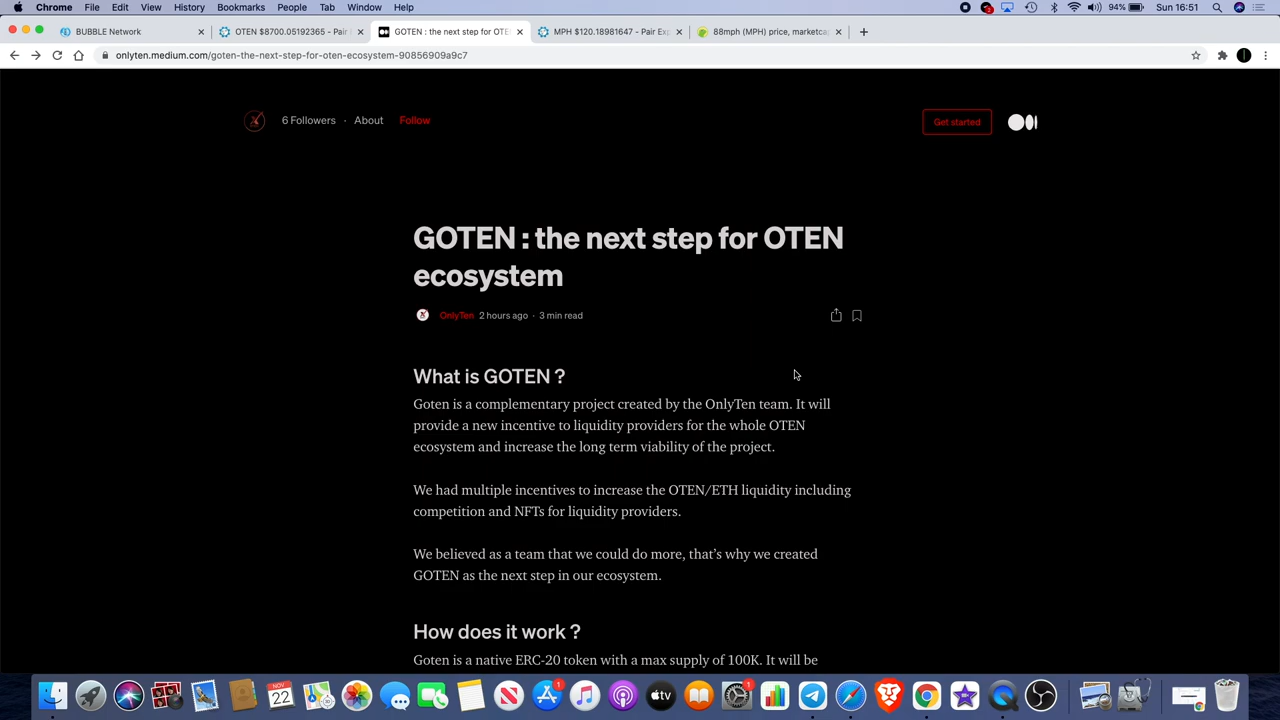 Chrome File Edit View History Bookmarks People Tab Window Help 94% Sun 16:51
BUBBLE Network
OTEN $8700.05192365 - Pair
GOTEN : the next step for OTE
MPH $120.18981647 - Pair Exp
88mph (MPH) price, marketca
onlyten.medium.com/goten-the-next-step-for-oten-ecosystem-90856909a9c7
6 Followers · About Follow
Get started
GOTEN : the next step for OTEN
ecosystem
OnlyTen 2 hours ago · 3 min read
What is GOTEN ?
Goten is a complementary project created by the OnlyTen team. It will
provide a new incentive to liquidity providers for the whole OTEN
ecosystem and increase the long term viability of the project.
We had multiple incentives to increase the OTEN/ETH liquidity including
competition and NFTs for liquidity providers.
We believed as a team that we could do more, that’s why we created
GOTEN as the next step in our ecosystem.
How does it work ?
Goten is a native ERC-20 token with a max supply of 100K. It will be
NOV
22
1
tv
1